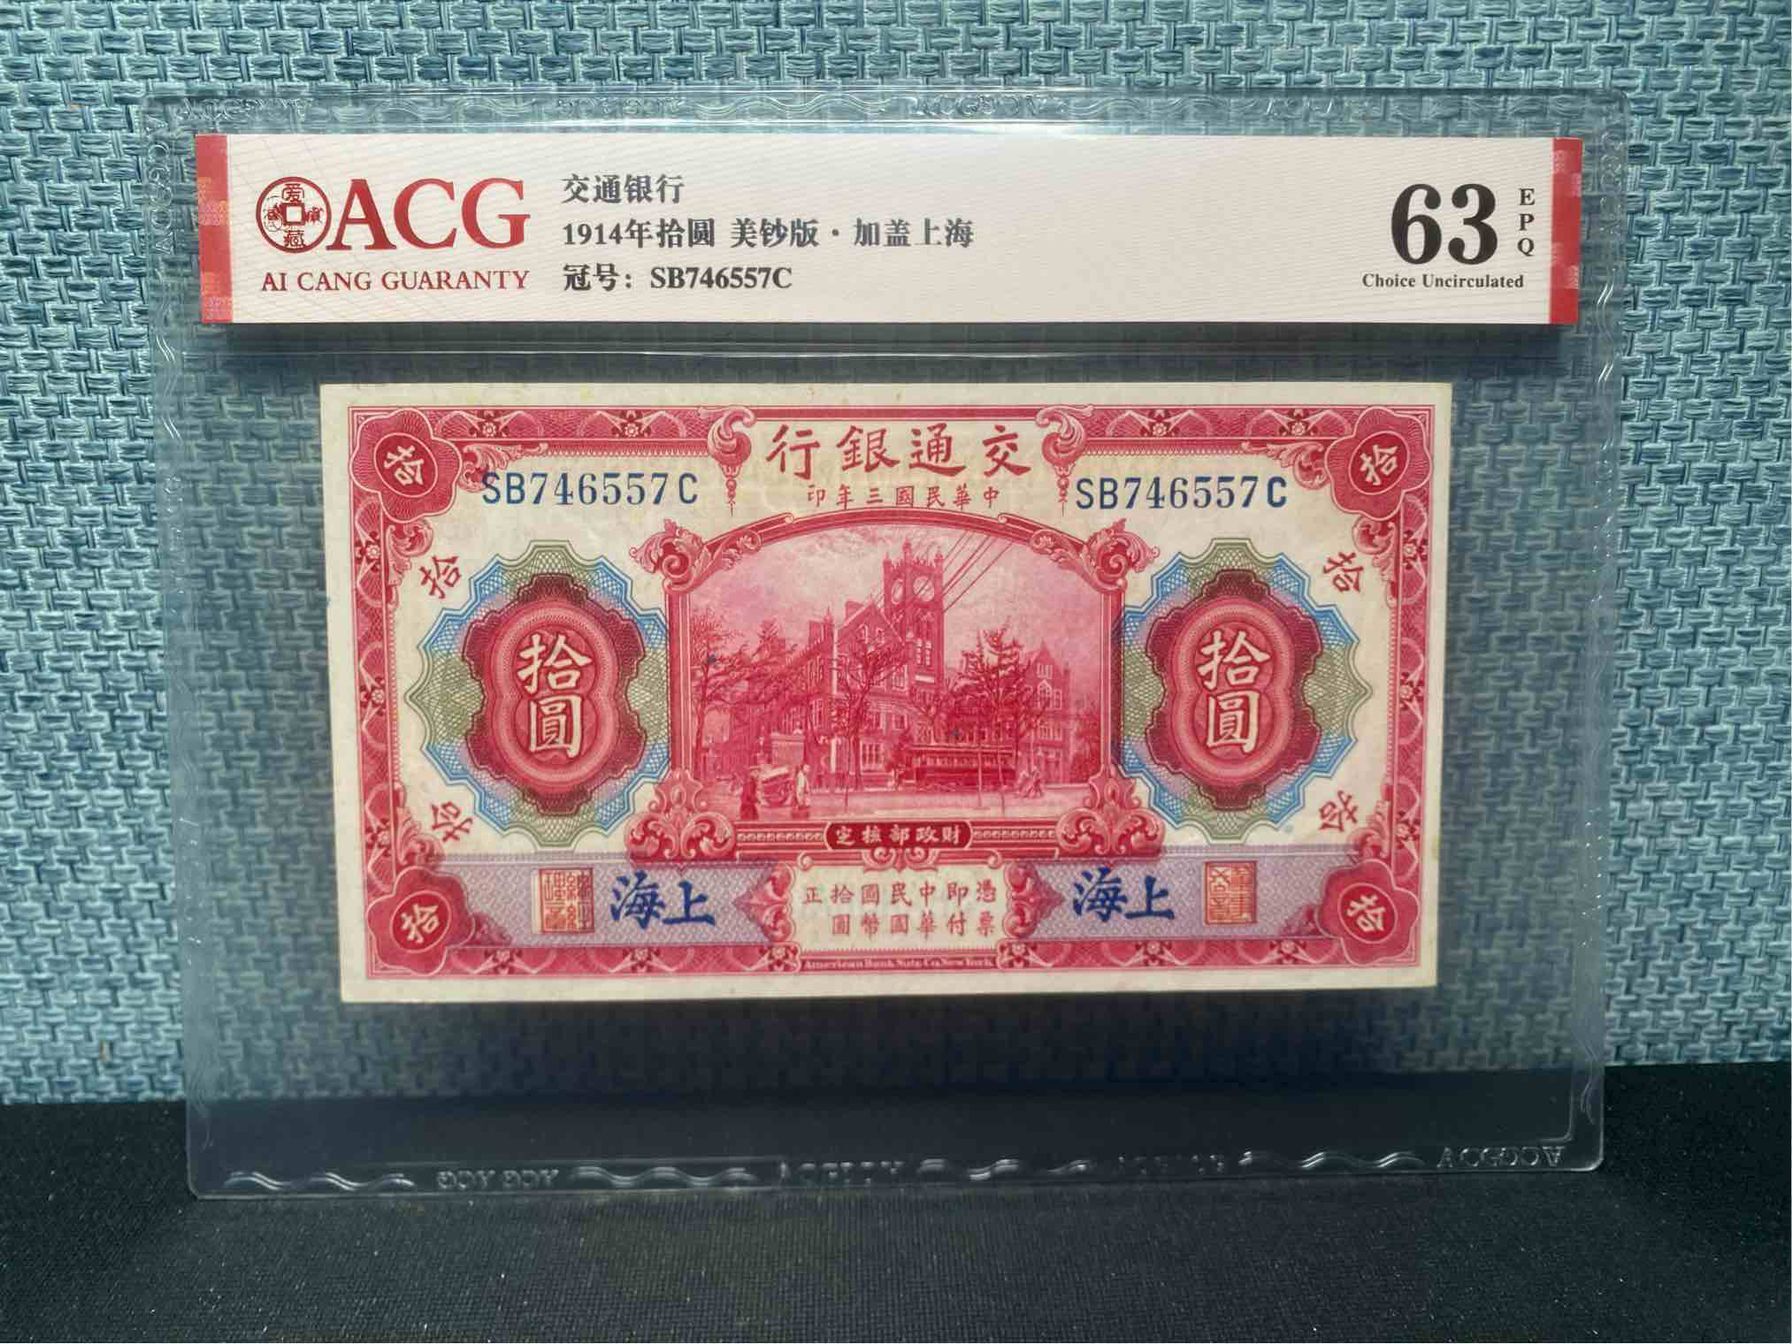 ACG
AI CANG GUARANTY
交通银行
1914年拾圆 美钞版·加盖上海
冠号：SB746557C
63
EPQ
Choice Uncirculated
行銀通交
印年三國民華中
拾
拾
SB746557C
SB746557C
拾
拾
拾圓
拾圓
拾
拾
定核部政財
海上
海上
正拾國民中即憑
圓幣國華付票
拾
拾
American Bank Note Co. New York.